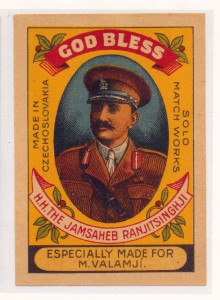 GOD BLESS
MADE IN
CZECHOSLOVAKIA
SOLO
MATCH WORKS
H.H. THE JAMSAHEB RANJITSINGHJI
ESPECIALLY MADE FOR
M. VALAMJI.